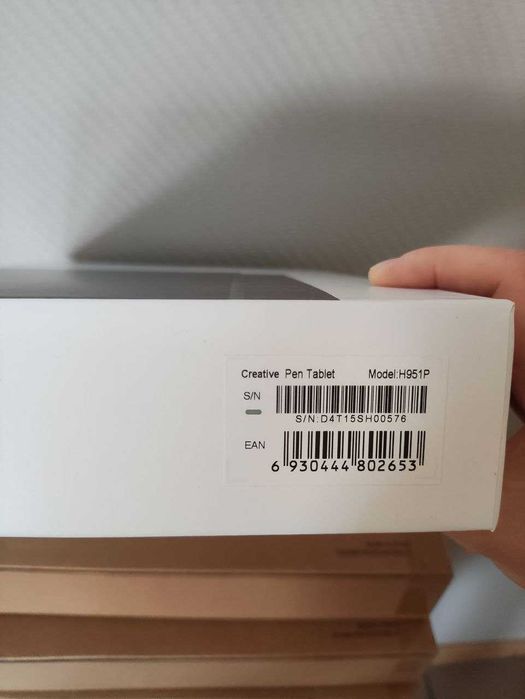 Creative Pen Tablet Model:H951P
S/N
S/N:D4T15SH00576
EAN
6 930444 802653